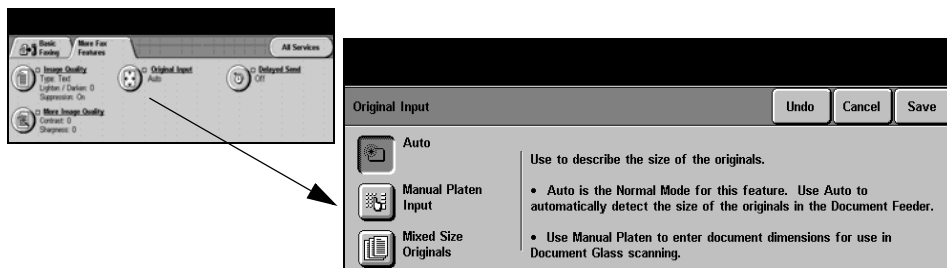 Basic Faxing
More Fax Features
All Services
Image Quality
Type: Text
Lighten / Darken: 0
Suppression: On
Original Input
Auto
Delayed Send
Off
More Image Quality
Contrast: 0
Sharpness: 0
Original Input
Undo
Cancel
Save
Auto
Manual Platen
Input
Mixed Size
Originals
Use to describe the size of the originals.
• Auto is the Normal Mode for this feature. Use Auto to
automatically detect the size of the originals in the Document Feeder.
• Use Manual Platen to enter document dimensions for use in
Document Glass scanning.